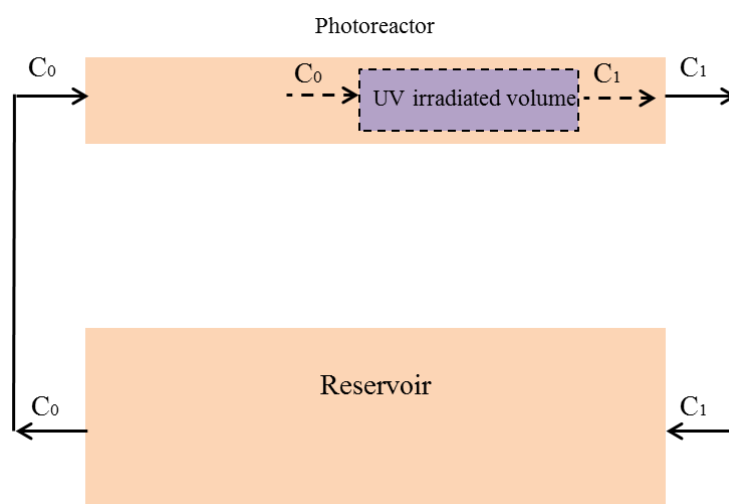 Photoreactor
C₀
C₀
UV irradiated volume
C₁
C₁
Reservoir
C₀
C₁